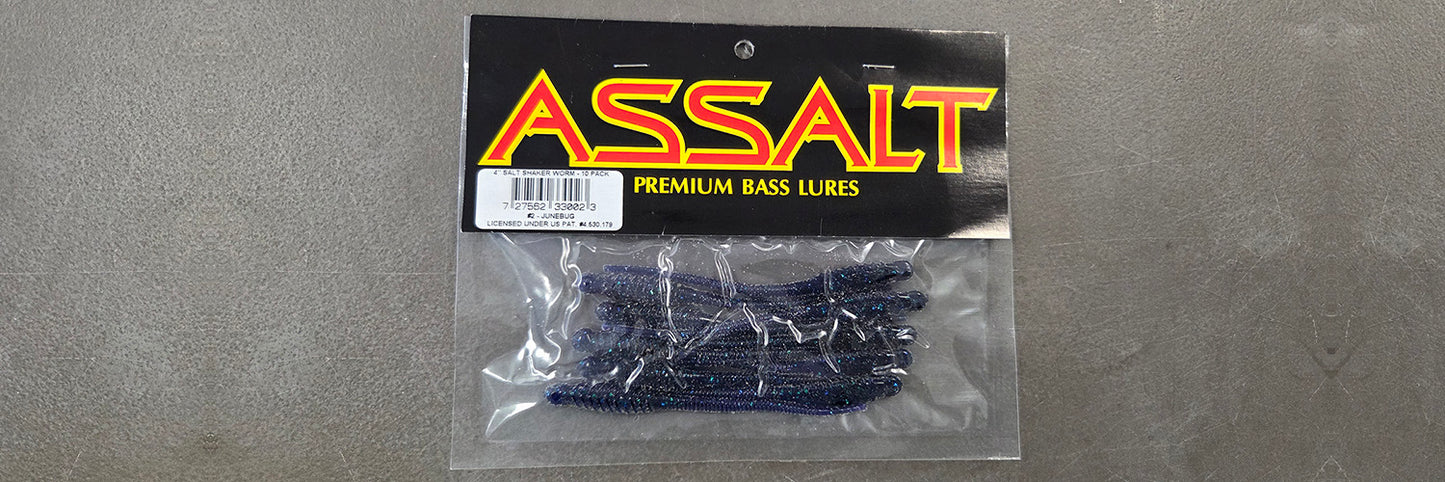 ASSALT
PREMIUM BASS LURES
4" SALT SHAKER WORM - 10 PACK
7 27552 33002 3
#2 - JUNEBUG
LICENSED UNDER US PAT. #4,530,179